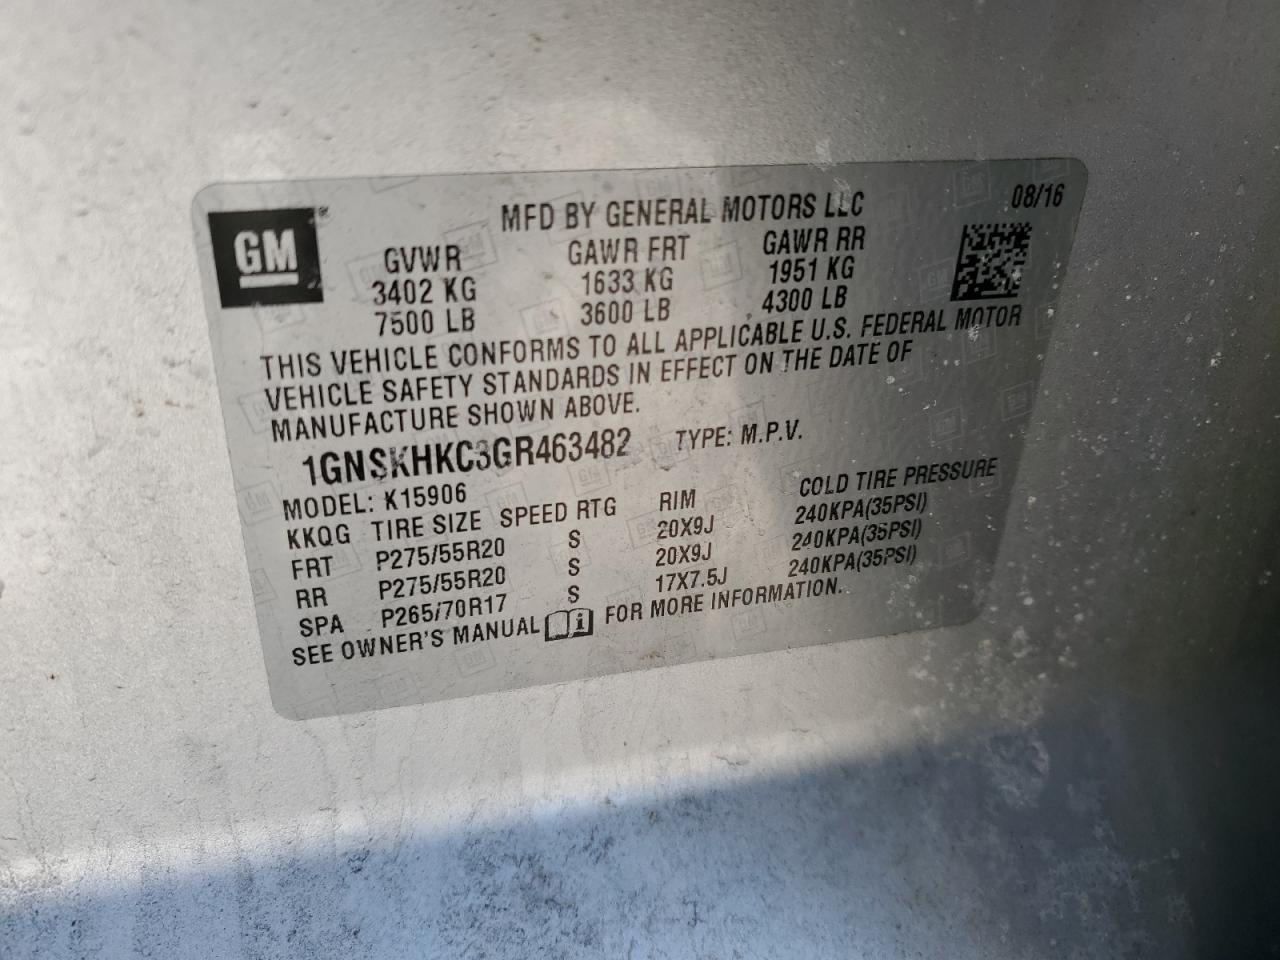 GM ®
MFD BY GENERAL MOTORS LLC 08/16
GVWR GAWR FRT GAWR RR
3402 KG 1633 KG 1951 KG
7500 LB 3600 LB 4300 LB
THIS VEHICLE CONFORMS TO ALL APPLICABLE U.S. FEDERAL MOTOR
VEHICLE SAFETY STANDARDS IN EFFECT ON THE DATE OF
MANUFACTURE SHOWN ABOVE.
1GNSKHKC3GR463482 TYPE: M.P.V.
MODEL: K15906
KKQG TIRE SIZE SPEED RTG RIM COLD TIRE PRESSURE
FRT P275/55R20 S 20X9J 240KPA(35PSI)
RR P275/55R20 S 20X9J 240KPA(35PSI)
SPA P265/70R17 S 17X7.5J 240KPA(35PSI)
SEE OWNER'S MANUAL FOR MORE INFORMATION.